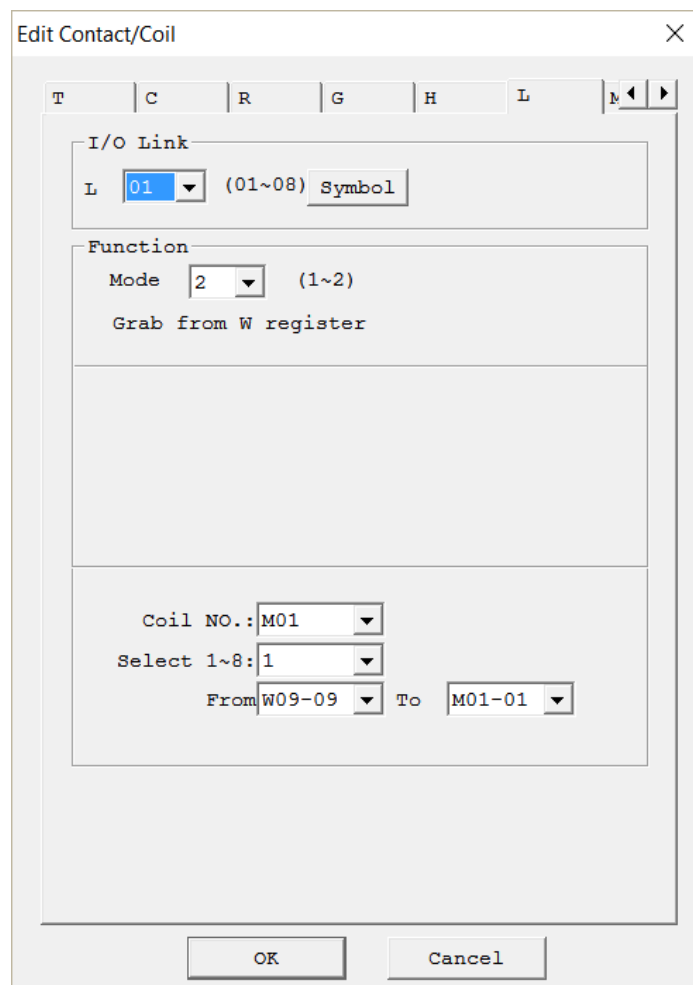 Edit Contact/Coil
T C R G H L M
I/O Link
L 01 (01~08) Symbol
Function
Mode 2 (1~2)
Grab from W register
Coil NO.: M01
Select 1~8: 1
From W09-09 To M01-01
OK Cancel